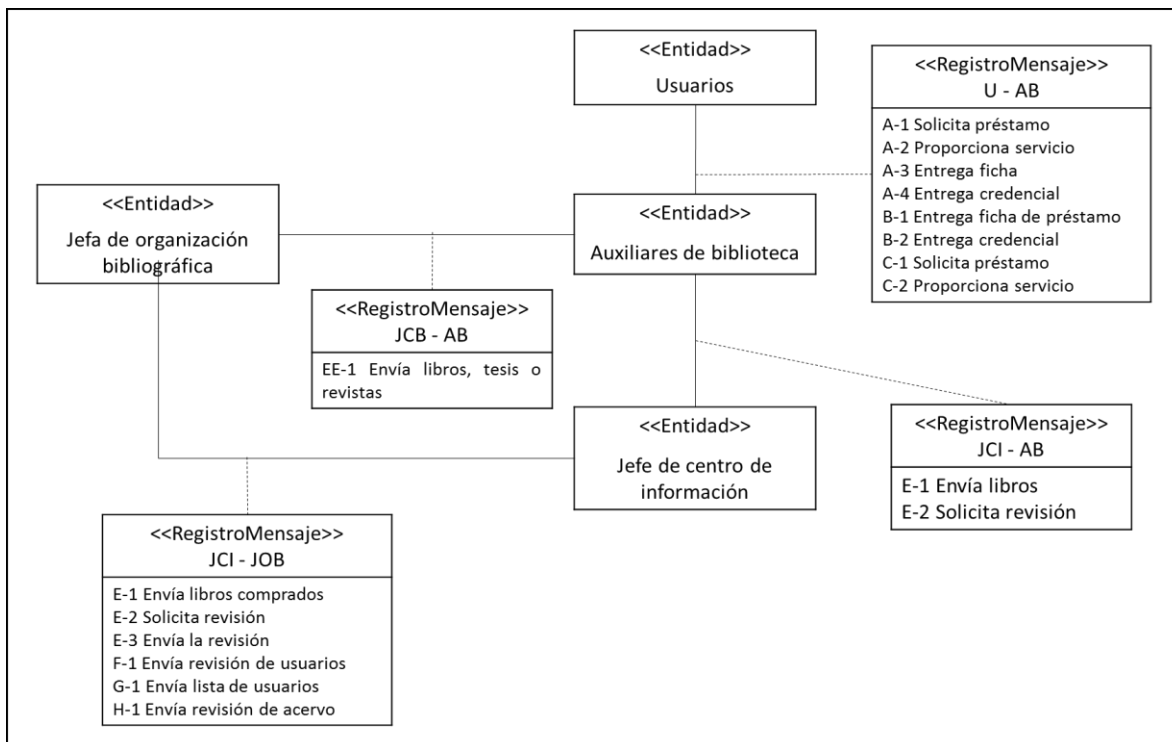 <<Entidad>>
Usuarios
<<RegistroMensaje>>
U - AB
A-1 Solicita préstamo
A-2 Proporciona servicio
A-3 Entrega ficha
A-4 Entrega credencial
B-1 Entrega ficha de préstamo
B-2 Entrega credencial
C-1 Solicita préstamo
C-2 Proporciona servicio
<<Entidad>>
Jefa de organización
bibliográfica
<<Entidad>>
Auxiliares de biblioteca
<<RegistroMensaje>>
JCB - AB
EE-1 Envía libros, tesis o
revistas
<<Entidad>>
Jefe de centro de
información
<<RegistroMensaje>>
JCI - AB
E-1 Envía libros
E-2 Solicita revisión
<<RegistroMensaje>>
JCI - JOB
E-1 Envía libros comprados
E-2 Solicita revisión
E-3 Envía la revisión
F-1 Envía revisión de usuarios
G-1 Envía lista de usuarios
H-1 Envía revisión de acervo